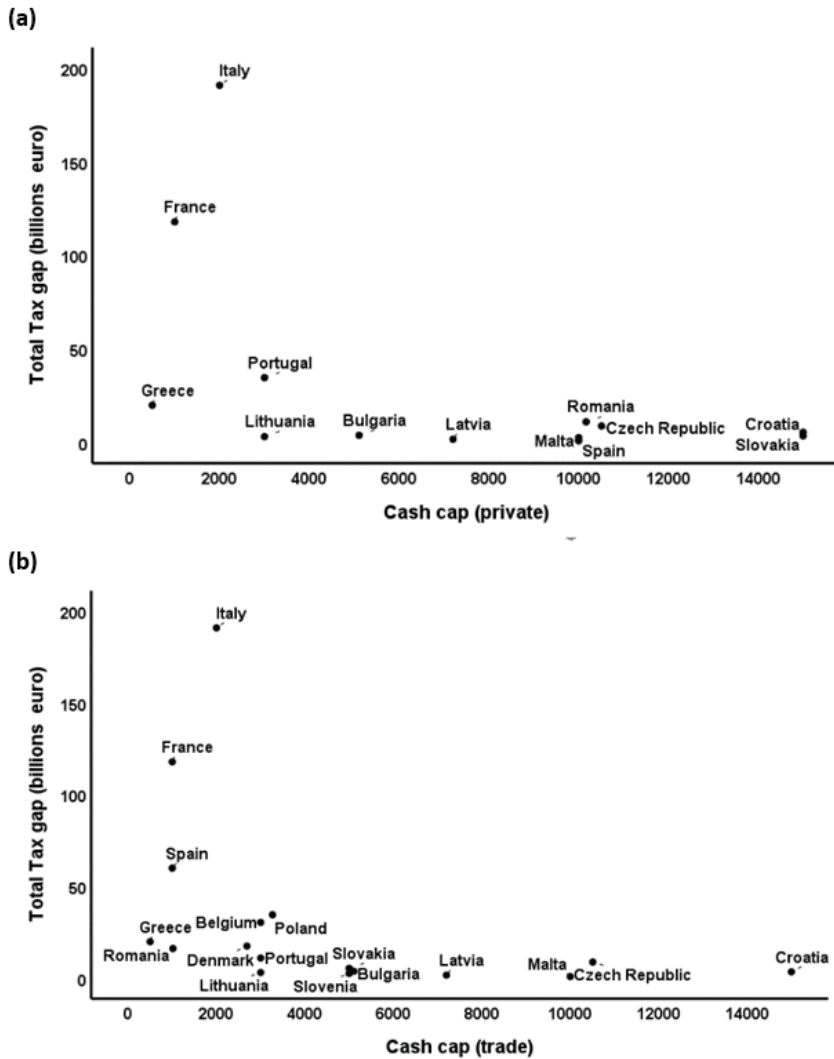 (a)
Total Tax gap (billions euro)
200
150
100
50
0
Italy
France
Portugal
Greece
Lithuania
Bulgaria
Latvia
Romania
Czech Republic
Malta
Spain
Croatia
Slovakia
0 2000 4000 6000 8000 10000 12000 14000
Cash cap (private)
(b)
Total Tax gap (billions euro)
200
150
100
50
0
Italy
France
Spain
Greece
Romania
Belgium
Poland
Denmark
Portugal
Lithuania
Slovakia
Bulgaria
Slovenia
Latvia
Malta
Czech Republic
Croatia
0 2000 4000 6000 8000 10000 12000 14000
Cash cap (trade)